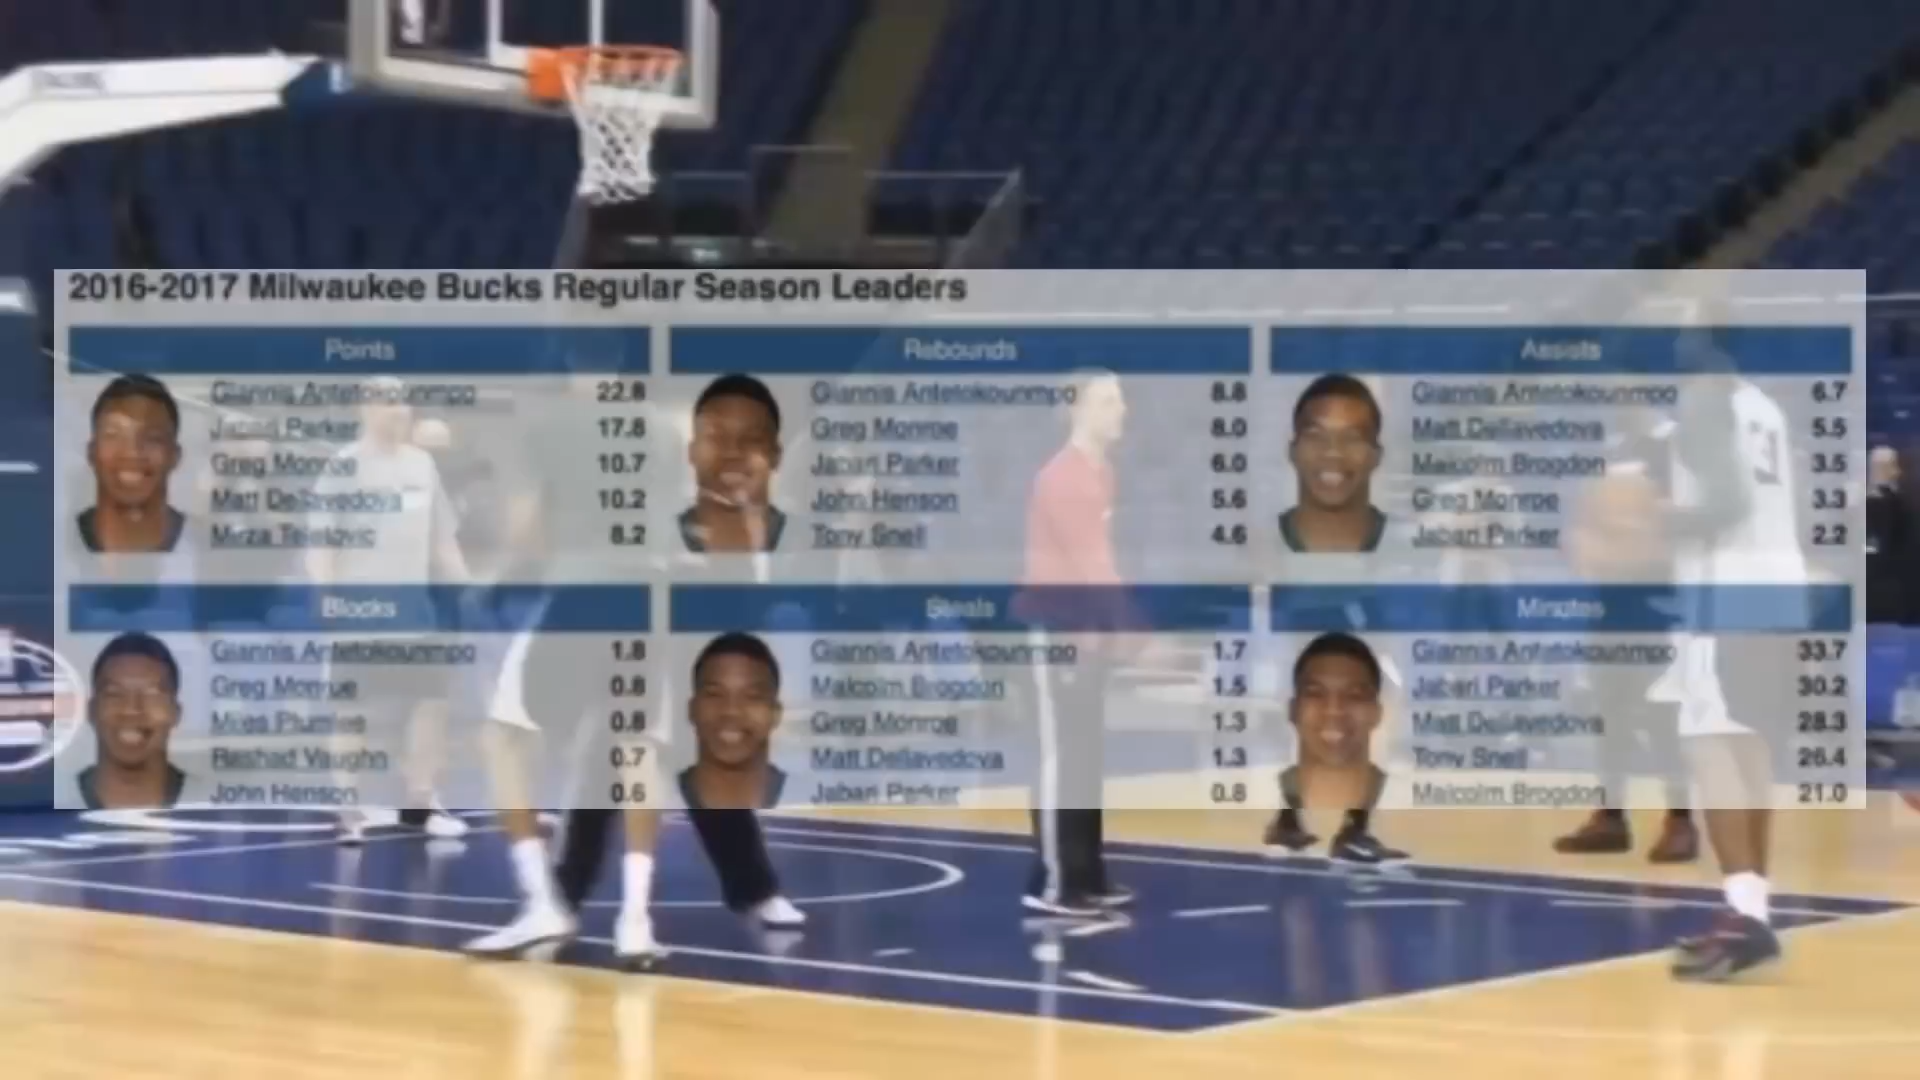 2016-2017 Milwaukee Bucks Regular Season Leaders
Points
Giannis Antetokounmpo 22.8
Jabari Parker 17.8
Greg Monroe 10.7
Matt Dellavedova 10.2
Mirza Teletovic 8.2
Rebounds
Giannis Antetokounmpo 8.8
Greg Monroe 8.0
Jabari Parker 6.0
John Henson 5.6
Tony Snell 4.6
Assists
Giannis Antetokounmpo 6.7
Matt Dellavedova 5.5
Malcolm Brogdon 3.5
Greg Monroe 3.3
Jabari Parker 2.2
Blocks
Giannis Antetokounmpo 1.8
Greg Monroe 0.8
Miles Plumlee 0.8
Rashad Vaughn 0.7
John Henson 0.6
Steals
Giannis Antetokounmpo 1.7
Malcolm Brogdon 1.5
Greg Monroe 1.3
Matt Dellavedova 1.3
Jabari Parker 0.8
Minutes
Giannis Antetokounmpo 33.7
Jabari Parker 30.2
Matt Dellavedova 28.3
Tony Snell 26.4
Malcolm Brogdon 21.0